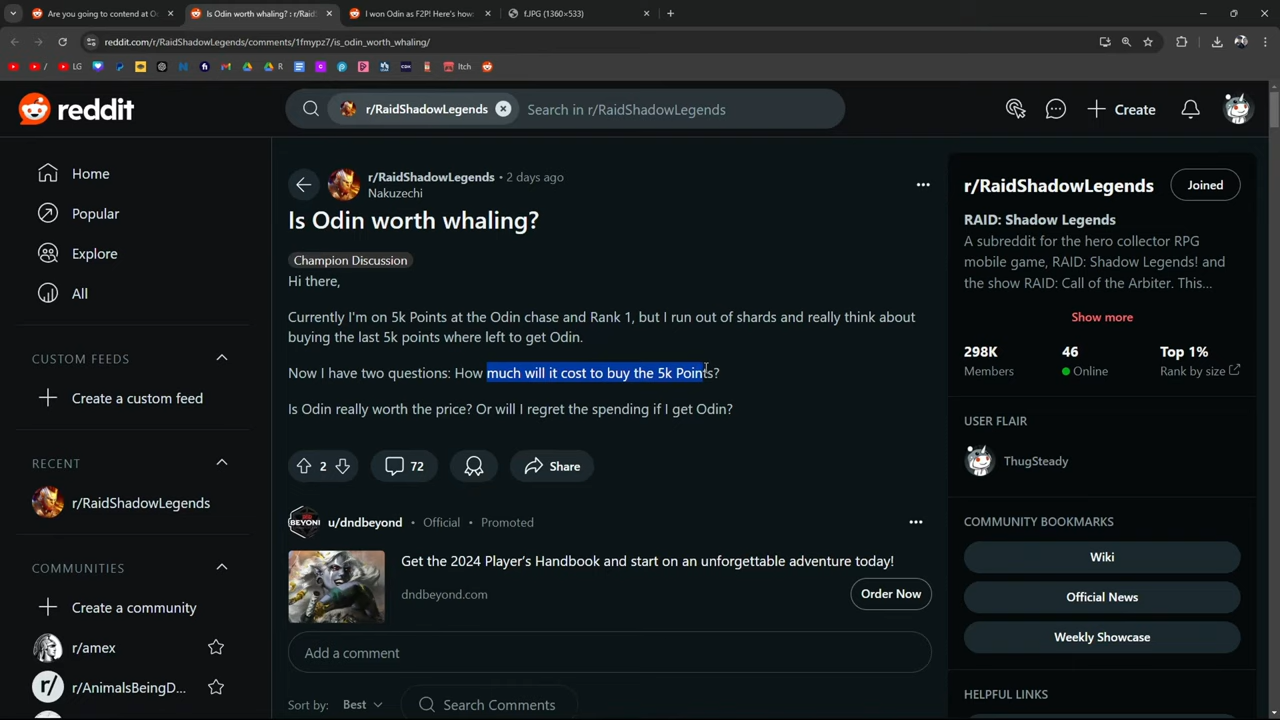 Are you going to contend at O
Is Odin worth whaling? : r/Raid
I won Odin as F2P! Here's how
f.JPG (1360×533)
reddit.com/r/RaidShadowLegends/comments/1fmypz7/is_odin_worth_whaling/
/
LG
R
Itch
reddit
r/RaidShadowLegends
Search in r/RaidShadowLegends
Create
Home
Popular
Explore
All
CUSTOM FEEDS
Create a custom feed
RECENT
r/RaidShadowLegends
COMMUNITIES
Create a community
r/amex
r/
r/AnimalsBeingD...
r/RaidShadowLegends • 2 days ago
Nakuzechi
Is Odin worth whaling?
Champion Discussion
Hi there,
Currently I'm on 5k Points at the Odin chase and Rank 1, but I run out of shards and really think about
buying the last 5k points where left to get Odin.
Now I have two questions: How much will it cost to buy the 5k Points?
Is Odin really worth the price? Or will I regret the spending if I get Odin?
2
72
Share
BEYOND
u/dndbeyond • Official • Promoted
Get the 2024 Player's Handbook and start on an unforgettable adventure today!
dndbeyond.com
Order Now
Add a comment
Sort by: Best
Search Comments
r/RaidShadowLegends
Joined
RAID: Shadow Legends
A subreddit for the hero collector RPG
mobile game, RAID: Shadow Legends! and
the show RAID: Call of the Arbiter. This...
Show more
298K
46
Top 1%
Members
Online
Rank by size
USER FLAIR
ThugSteady
COMMUNITY BOOKMARKS
Wiki
Official News
Weekly Showcase
HELPFUL LINKS